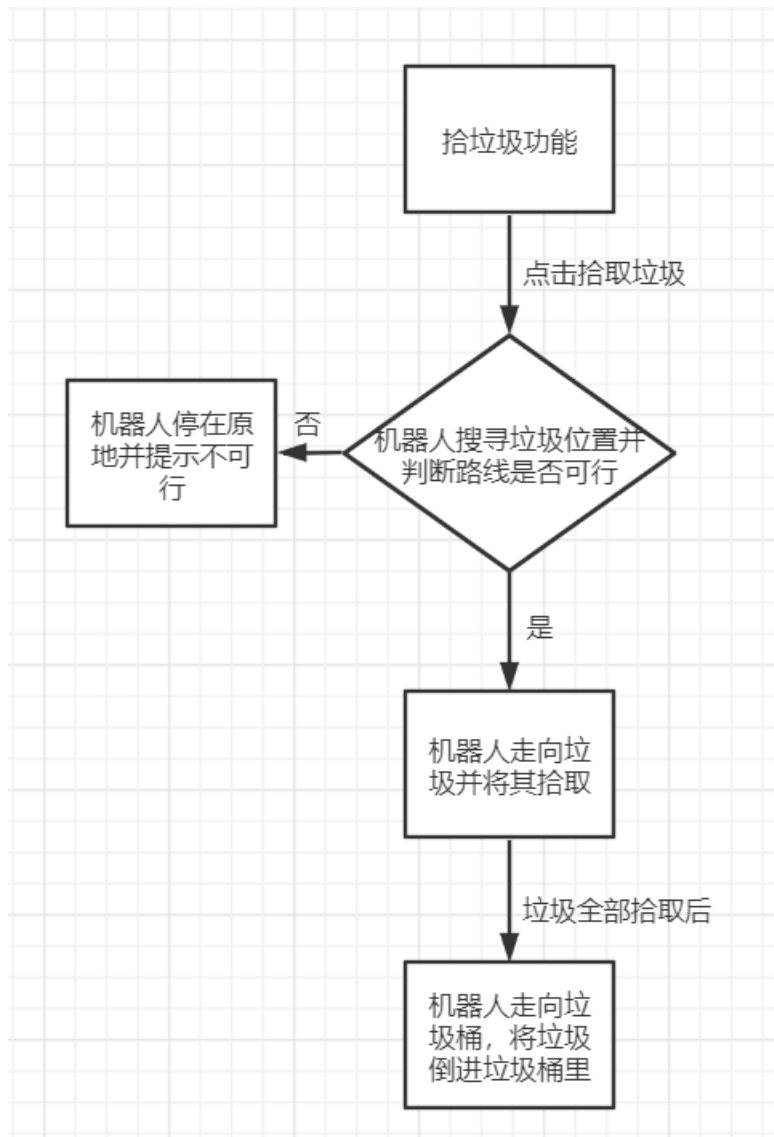 拾垃圾功能
点击拾取垃圾
机器人搜寻垃圾位置并
判断路线是否可行
否
机器人停在原
地并提示不可
行
是
机器人走向垃
圾并将其拾取
垃圾全部拾取后
机器人走向垃
圾桶，将垃圾
倒进垃圾桶里